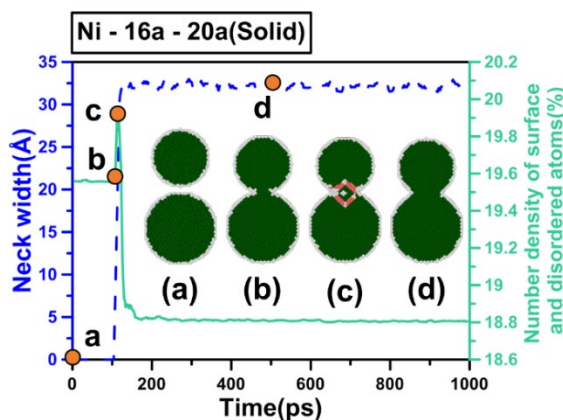 Ni - 16a - 20a(Solid)
Neck width(Å)
35
30
25
20
15
10
5
0
20.2
20
19.8
19.6
19.4
19.2
19
18.8
18.6
Number density of surface
and disordered atoms(%)
c
b
a
d
(a) (b) (c) (d)
0 200 400 600 800 1000
Time(ps)